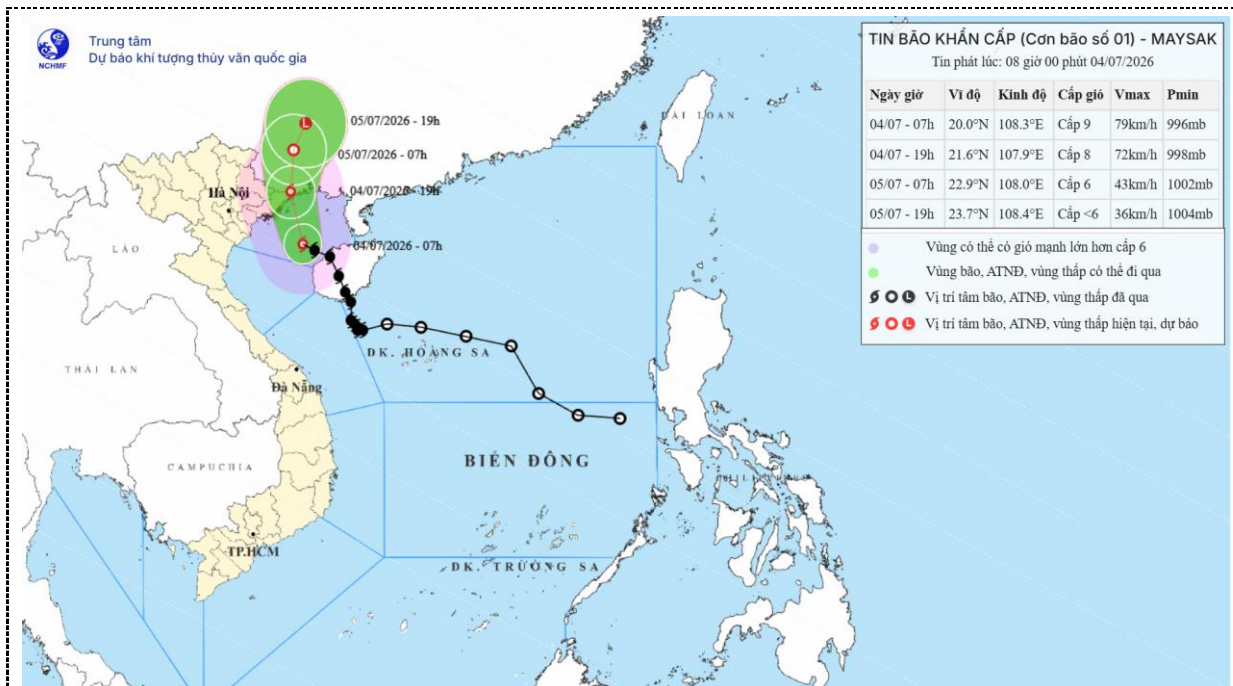 NCHMF
Trung tâm
Dự báo khí tượng thủy văn quốc gia
TIN BÃO KHẨN CẤP (Cơn bão số 01) - MAYSAK
Tin phát lúc: 08 giờ 00 phút 04/07/2026
Ngày giờ Vĩ độ Kinh độ Cấp gió Vmax Pmin
04/07 - 07h 20.0°N 108.3°E Cấp 9 79km/h 996mb
04/07 - 19h 21.6°N 107.9°E Cấp 8 72km/h 998mb
05/07 - 07h 22.9°N 108.0°E Cấp 6 43km/h 1002mb
05/07 - 19h 23.7°N 108.4°E Cấp <6 36km/h 1004mb
Vùng có thể có gió mạnh lớn hơn cấp 6
Vùng bão, ATNĐ, vùng thấp có thể đi qua
L Vị trí tâm bão, ATNĐ, vùng thấp đã qua
L Vị trí tâm bão, ATNĐ, vùng thấp hiện tại, dự báo
ĐÀI LOAN
L
05/07/2026 - 19h
05/07/2026 - 07h
04/07/2026 - 19h
04/07/2026 - 07h
Hà Nội
LÀO
ĐK. HOÀNG SA
THÁI LAN
Đà Nẵng
BIỂN ĐÔNG
CAMPUCHIA
TP.HCM
ĐK. TRƯỜNG SA